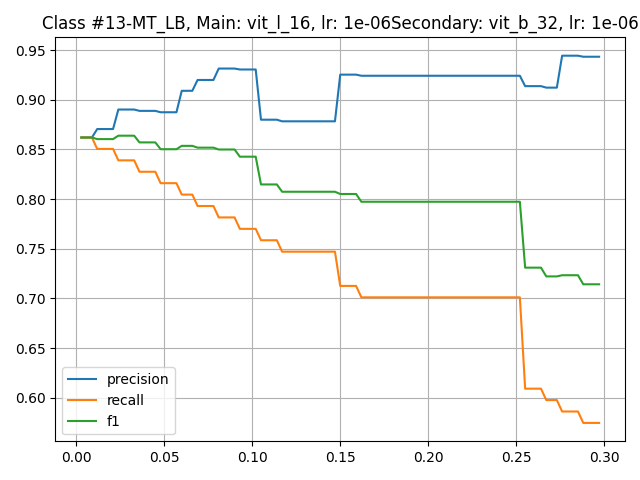 Class #13-MT_LB, Main: vit_l_16, lr: 1e-06Secondary: vit_b_32, lr: 1e-06
0.95
0.90
0.85
0.80
0.75
0.70
0.65
0.60
precision
recall
f1
0.00 0.05 0.10 0.15 0.20 0.25 0.30